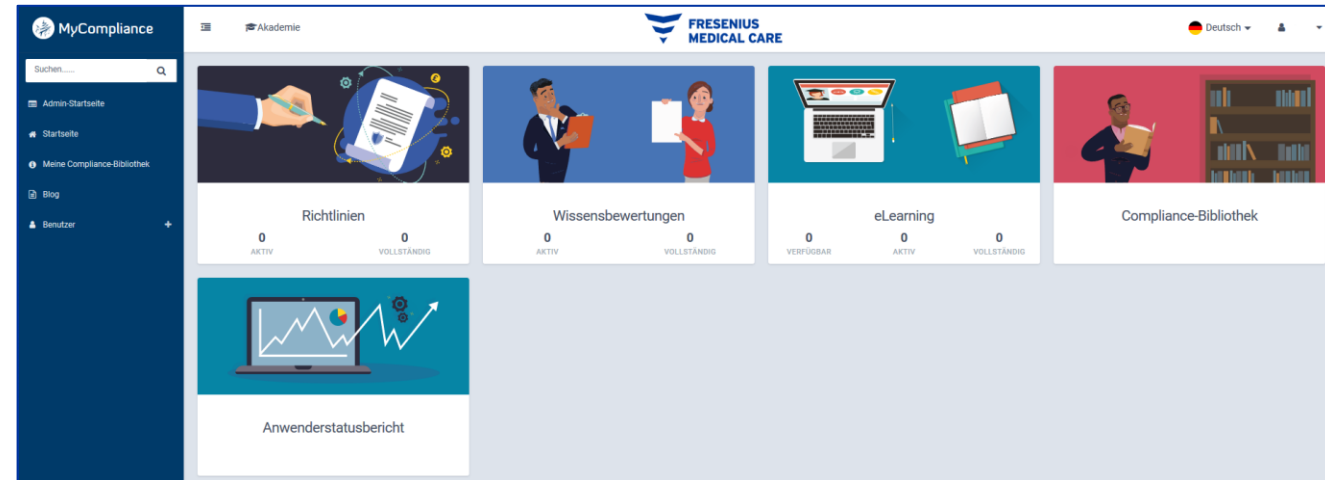 MyCompliance
Akademie
FRESENIUS
MEDICAL CARE
Deutsch
Suchen.....
Admin-Startseite
Startseite
Meine Compliance-Bibliothek
Blog
Benutzer
Richtlinien
0 0
AKTIV VOLLSTÄNDIG
Wissensbewertungen
0 0
AKTIV VOLLSTÄNDIG
eLearning
0 0 0
VERFÜGBAR AKTIV VOLLSTÄNDIG
Compliance-Bibliothek
Anwenderstatusbericht